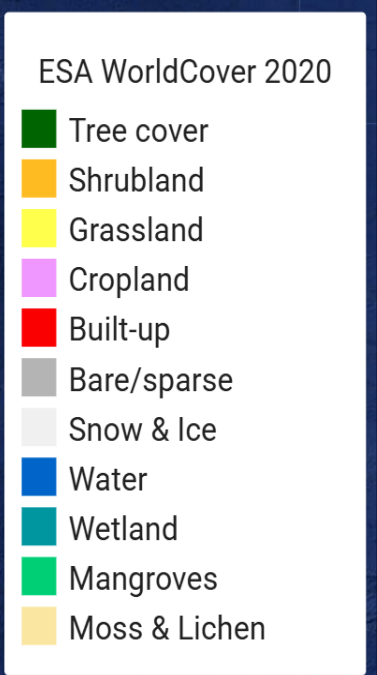 ESA WorldCover 2020
Tree cover
Shrubland
Grassland
Cropland
Built-up
Bare/sparse
Snow & Ice
Water
Wetland
Mangroves
Moss & Lichen